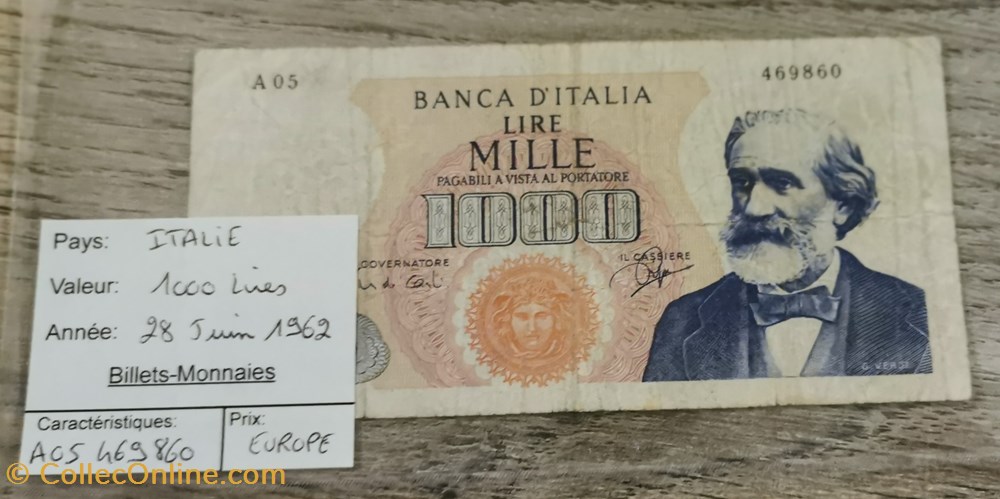 A 05
469860
BANCA D'ITALIA
LIRE
MILLE
PAGABILI A VISTA AL PORTATORE
1000
GOVERNATORE
IL CASSIERE
G. VERDI
Pays: ITALIE
Valeur: 1000 Lires
Année: 28 Juin 1962
Billets-Monnaies
Caractéristiques:
A05 469860
Prix:
EUROPE
© CollecOnline.com